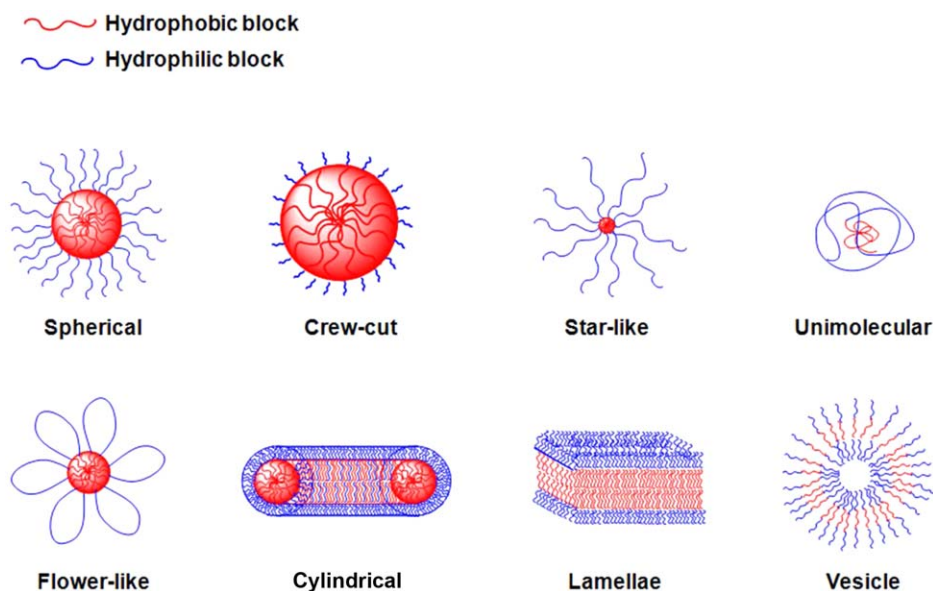 Hydrophobic block
Hydrophilic block
Spherical
Crew-cut
Star-like
Unimolecular
Flower-like
Cylindrical
Lamellae
Vesicle